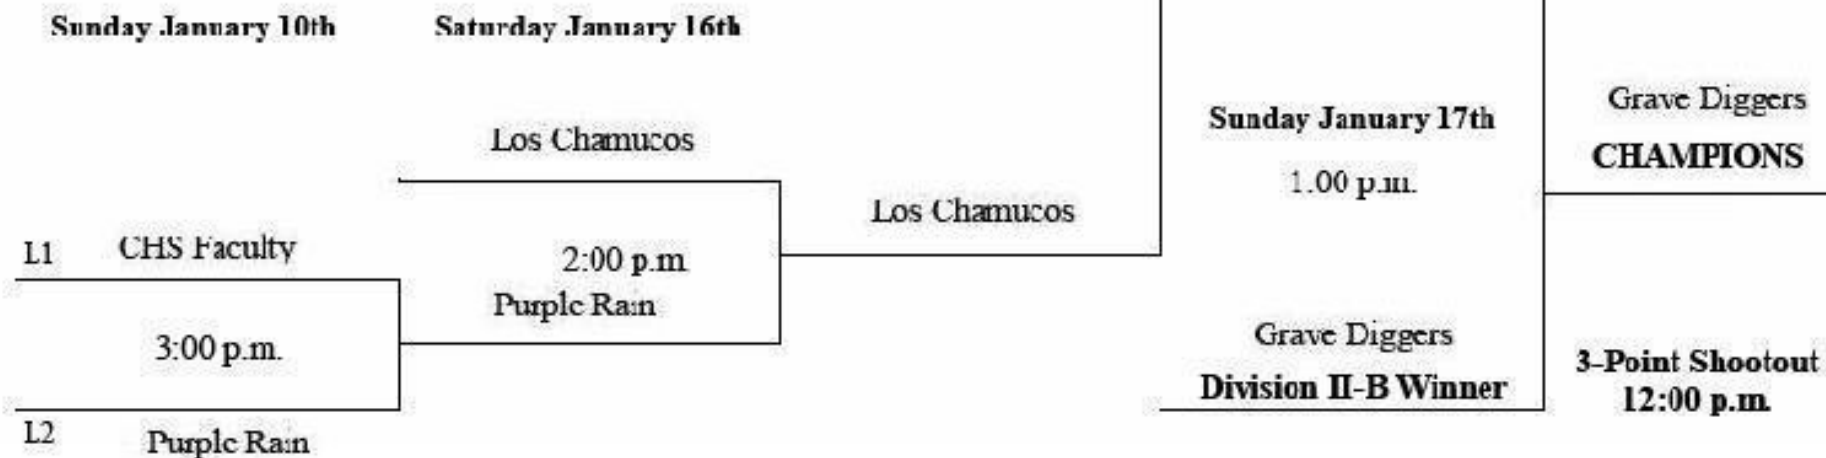 Sunday January 10th
Saturday January 16th
Los Chamucos
L1
CHS Faculty
2:00 p.m
Purple Rain
3:00 p.m.
L2
Purple Rain
Los Chamucos
Sunday January 17th
1:00 p.m.
Grave Diggers
Division II-B Winner
Grave Diggers
CHAMPIONS
3-Point Shootout
12:00 p.m.